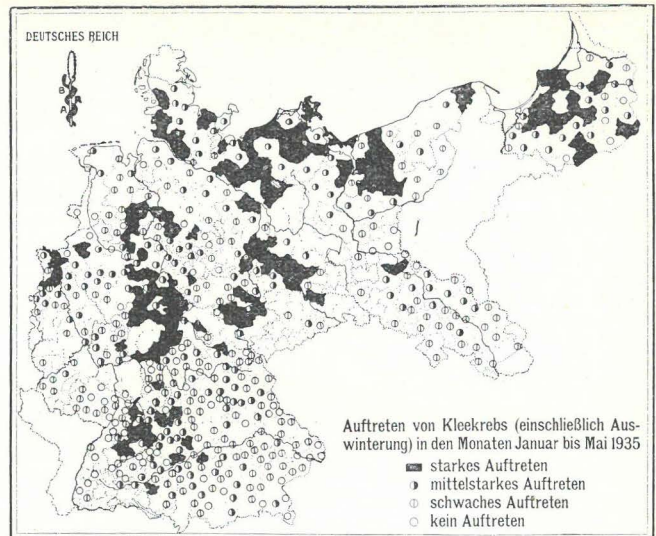 DEUTSCHES REICH
Auftreten von Kleekrebs (einschließlich Aus-
winterung) in den Monaten Januar bis Mai 1935
starkes Auftreten
mittelstarkes Auftreten
schwaches Auftreten
kein Auftreten